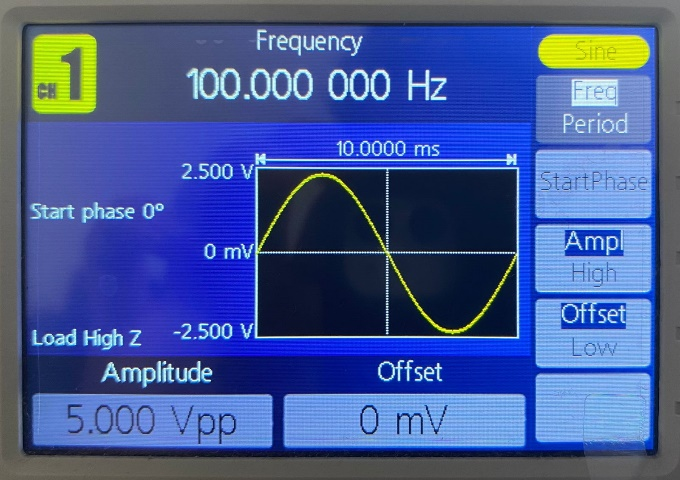 CH 1
Frequency
100.000 000 Hz
Sine
Freq
Period
10.0000 ms
2.500 V
StartPhase
Start phase 0°
0 mV
Ampl
High
Load High Z
-2.500 V
Offset
Low
Amplitude
Offset
5.000 Vpp
0 mV